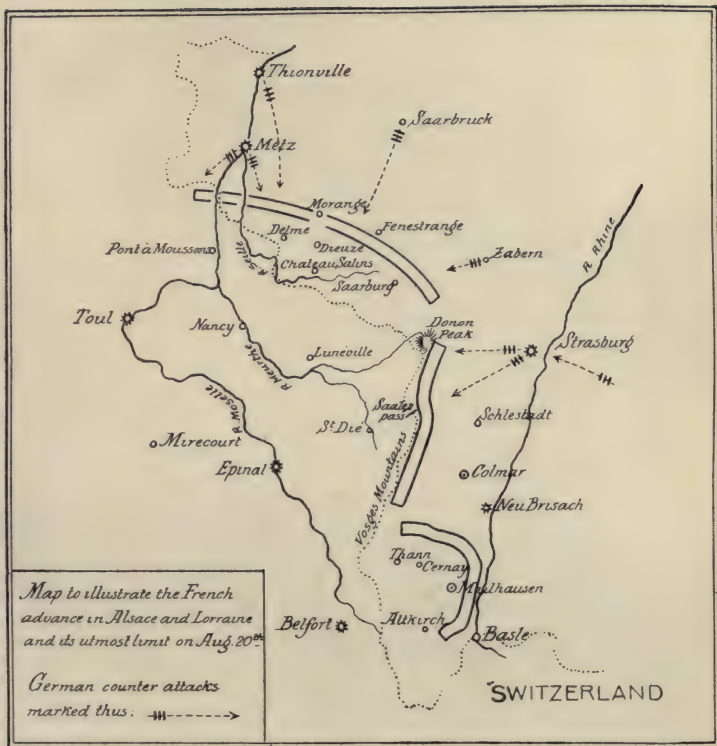 Thionville
Saarbruck
Metz
Morange
Fenestrange
Delme
Dieuze
Pont à Moussons
R. Seille
Chateau Salins
Zabern
Saarburg
R. Rhine
Toul
Nancy
Donon
Peak
Strasburg
Lunéville
R. Meurthe
R. Moselle
Saales
pass
Schlestadt
St. Die
Mirecourt
Epinal
Colmar
Vosges Mountains
Neu Brisach
Thann
Cernay
Mulhausen
Belfort
Altkirch
Basle
SWITZERLAND
Map to illustrate the French
advance in Alsace and Lorraine
and its utmost limit on Aug. 20th
German counter attacks
marked thus: